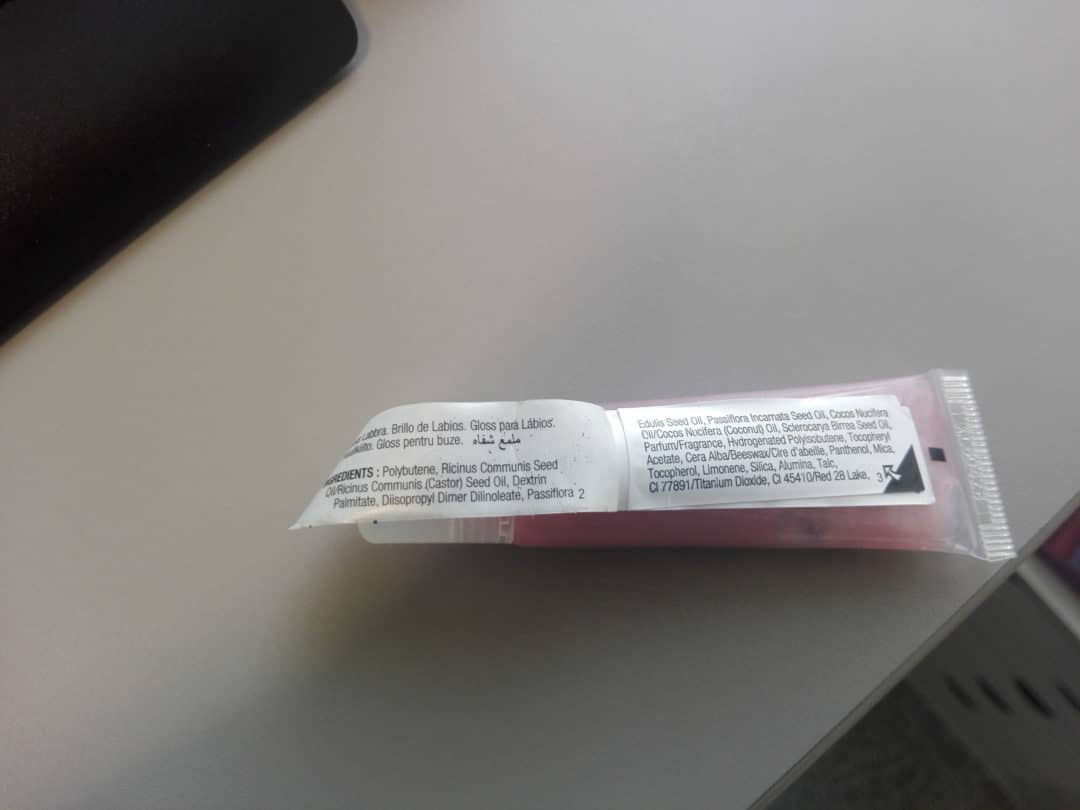 Labbra. Brillo de Labios. Gloss para Lábios.
Gloss pentru buze. ملمع شفاه
INGREDIENTS : Polybutene, Ricinus Communis Seed
Oil/Ricinus Communis (Castor) Seed Oil, Dextrin
Palmitate, Diisopropyl Dimer Dilinoleate, Passiflora 2
Edulis Seed Oil, Passiflora Incarnata Seed Oil, Cocos Nucifera
Oil/Cocos Nucifera (Coconut) Oil, Sclerocarya Birrea Seed Oil,
Parfum/Fragrance, Hydrogenated Polyisobutene, Tocopheryl
Acetate, Cera Alba/Beeswax/Cire d'abeille, Panthenol, Mica,
Tocopherol, Limonene, Silica, Alumina, Talc,
CI 77891/Titanium Dioxide, CI 45410/Red 28 Lake, 3